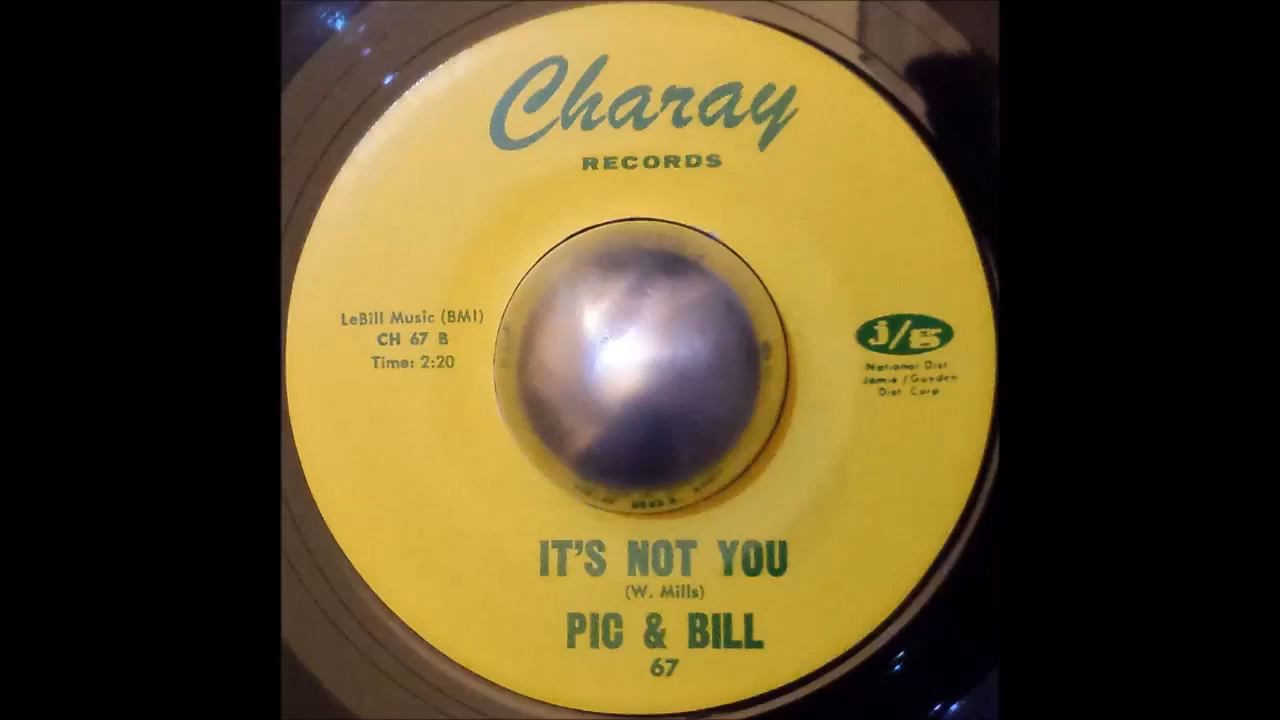 Charay
RECORDS
LeBill Music (BMI)
CH 67 B
Time: 2:20
j/g
National Dist
Jamie/Guyden
Dist Corp
IT'S NOT YOU
(W. Mills)
PIC & BILL
67